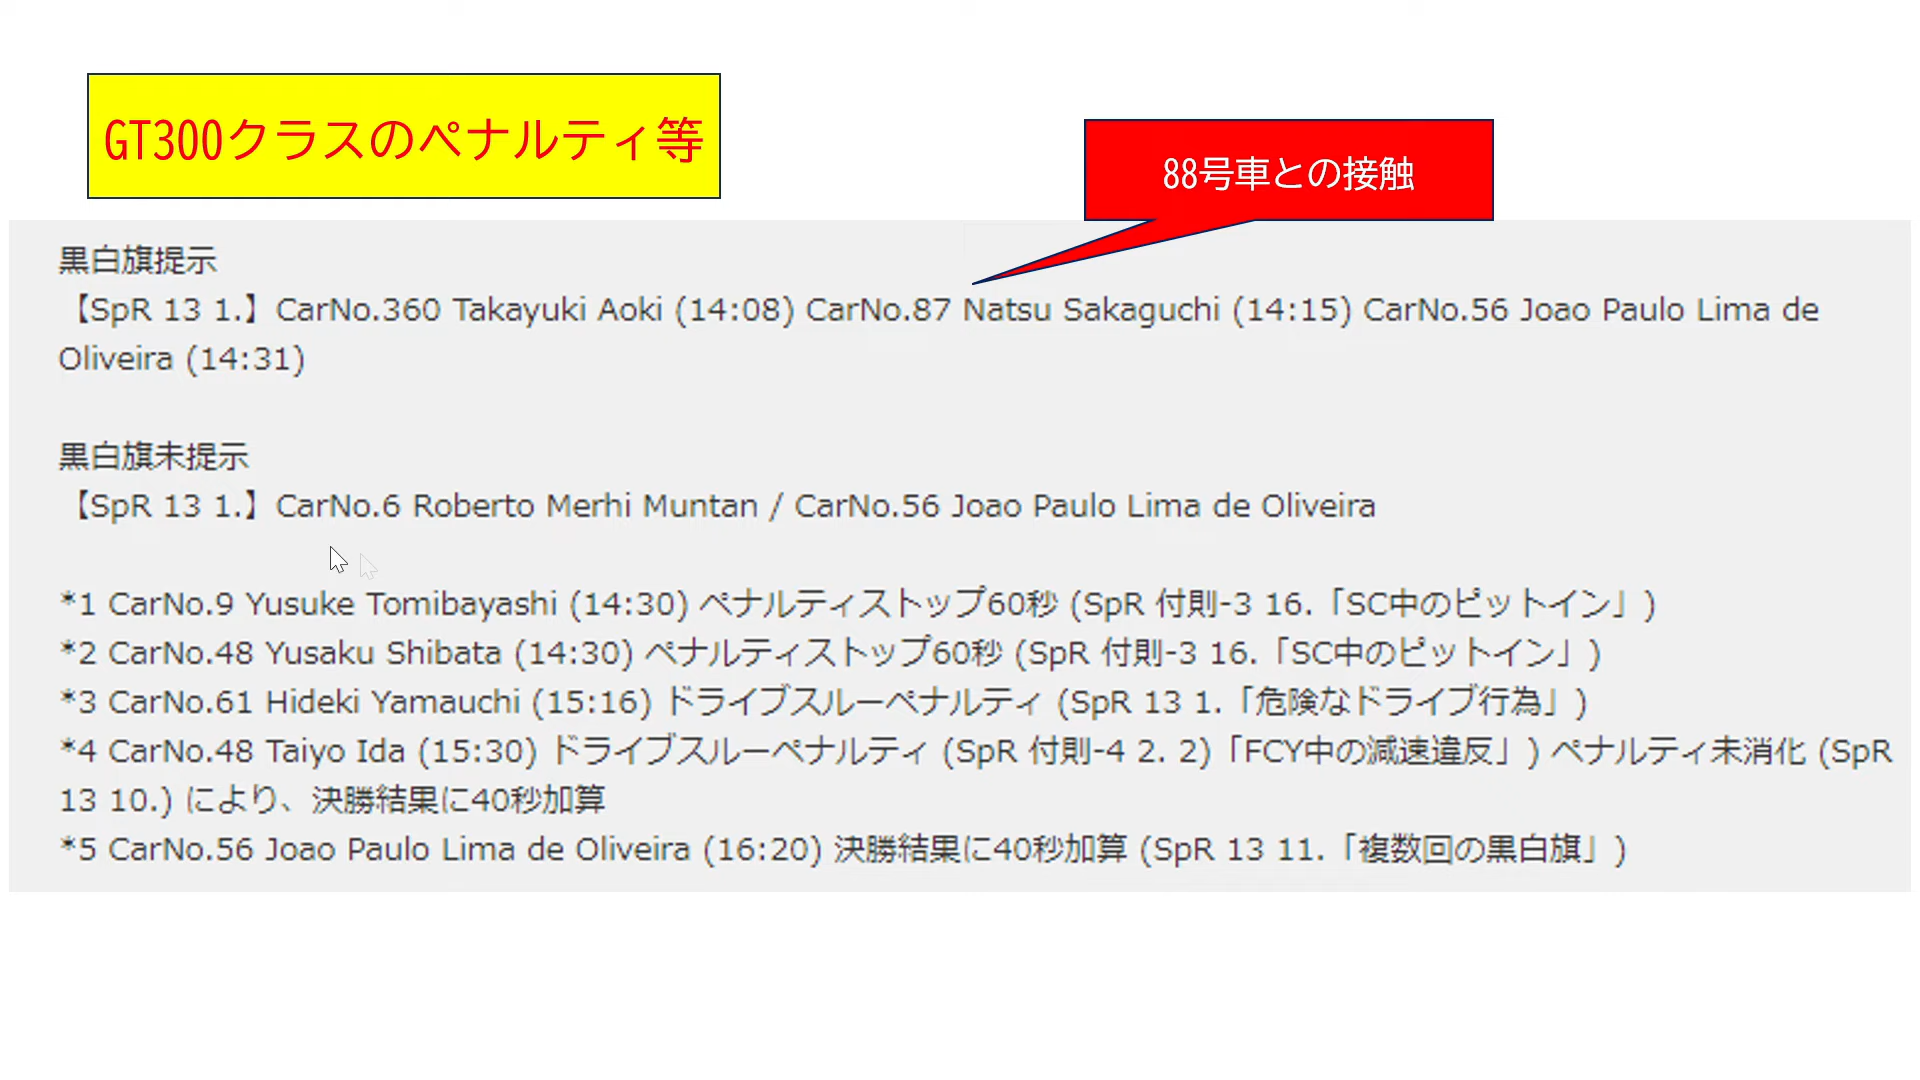 GT300クラスのペナルティ等
88号車との接触
黒白旗提示
【SpR 13 1.】CarNo.360 Takayuki Aoki (14:08) CarNo.87 Natsu Sakaguchi (14:15) CarNo.56 Joao Paulo Lima de
Oliveira (14:31)
黒白旗未提示
【SpR 13 1.】CarNo.6 Roberto Merhi Muntan / CarNo.56 Joao Paulo Lima de Oliveira
*1 CarNo.9 Yusuke Tomibayashi (14:30) ペナルティストップ60秒 (SpR 付則-3 16.「SC中のピットイン」)
*2 CarNo.48 Yusaku Shibata (14:30) ペナルティストップ60秒 (SpR 付則-3 16.「SC中のピットイン」)
*3 CarNo.61 Hideki Yamauchi (15:16) ドライブスルーペナルティ (SpR 13 1.「危険なドライブ行為」)
*4 CarNo.48 Taiyo Ida (15:30) ドライブスルーペナルティ (SpR 付則-4 2. 2)「FCY中の減速違反」) ペナルティ未消化 (SpR
13 10.) により、決勝結果に40秒加算
*5 CarNo.56 Joao Paulo Lima de Oliveira (16:20) 決勝結果に40秒加算 (SpR 13 11.「複数回の黒白旗」)